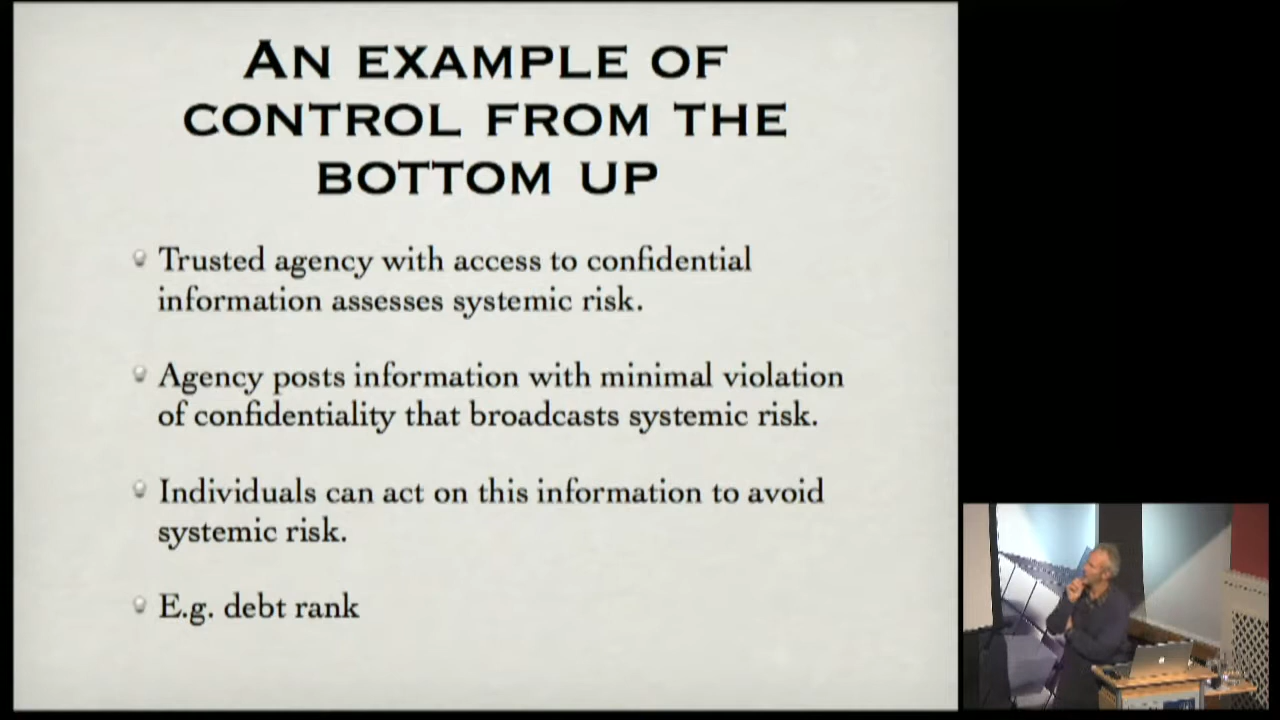 AN EXAMPLE OF
CONTROL FROM THE
BOTTOM UP
Trusted agency with access to confidential
information assesses systemic risk.
Agency posts information with minimal violation
of confidentiality that broadcasts systemic risk.
Individuals can act on this information to avoid
systemic risk.
E.g. debt rank